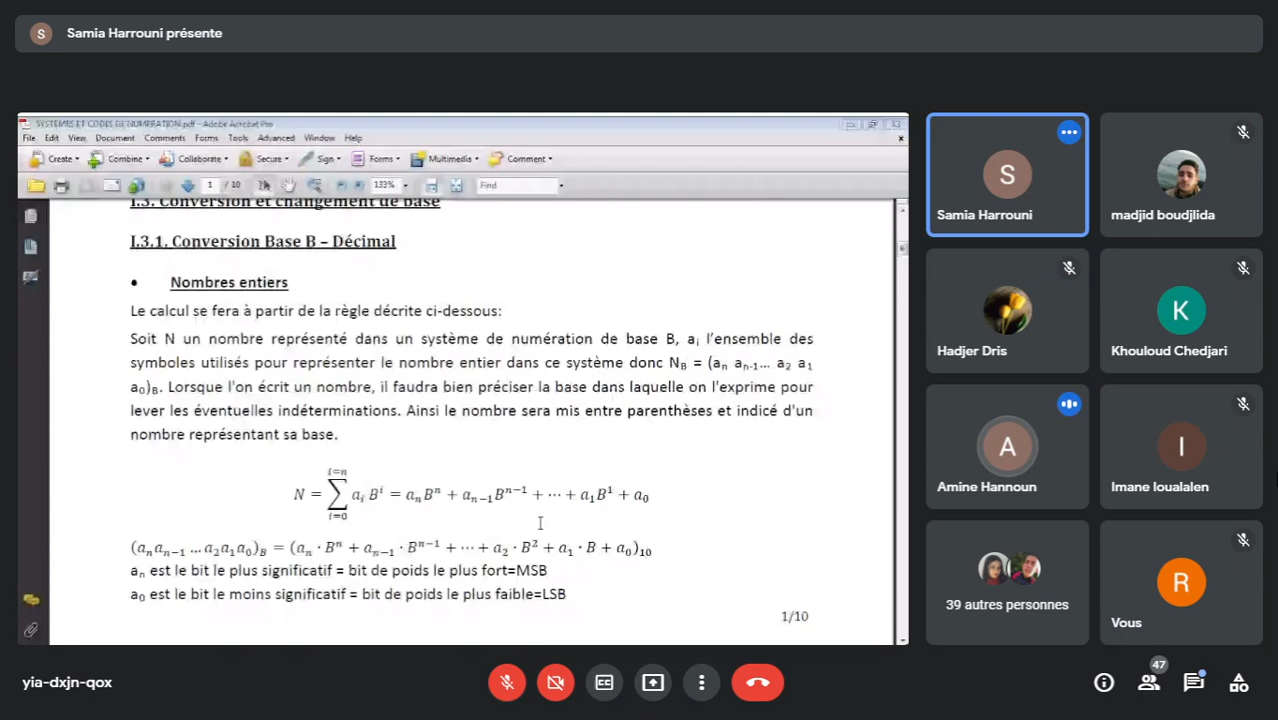 S Samia Harrouni présente
SYSTEMES ET CODES DE NUMERATION.pdf - Adobe Acrobat Pro
File Edit View Document Comments Forms Tools Advanced Window Help
Create Combine Collaborate Secure Sign Forms Multimedia Comment
1 / 10 133% Find
I.3. Conversion et changement de base
I.3.1. Conversion Base B – Décimal
• Nombres entiers
Le calcul se fera à partir de la règle décrite ci-dessous:
Soit N un nombre représenté dans un système de numération de base B, aᵢ l'ensemble des
symboles utilisés pour représenter le nombre entier dans ce système donc N_B = (aₙ aₙ₋₁... a₂ a₁
a₀)_B. Lorsque l'on écrit un nombre, il faudra bien préciser la base dans laquelle on l'exprime pour
lever les éventuelles indéterminations. Ainsi le nombre sera mis entre parenthèses et indicé d'un
nombre représentant sa base.
N = ∑_{i=0}^{i=n} aᵢ Bⁱ = aₙBⁿ + aₙ₋₁Bⁿ⁻¹ + ⋯ + a₁B¹ + a₀
(aₙaₙ₋₁ … a₂a₁a₀)_B = (aₙ · Bⁿ + aₙ₋₁ · Bⁿ⁻¹ + ⋯ + a₂ · B² + a₁ · B + a₀)₁₀
aₙ est le bit le plus significatif = bit de poids le plus fort=MSB
a₀ est le bit le moins significatif = bit de poids le plus faible=LSB
1/10
S
Samia Harrouni
madjid boudjlida
Hadjer Dris
K
Khouloud Chedjari
A
Amine Hannoun
I
Imane Ioualalen
39 autres personnes
R
Vous
yia-dxjn-qox
CC
47